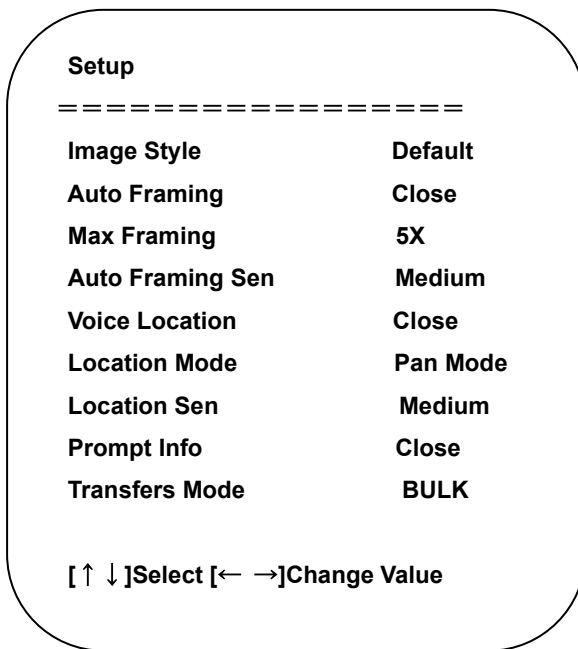 Setup
=================
Image Style Default
Auto Framing Close
Max Framing 5X
Auto Framing Sen Medium
Voice Location Close
Location Mode Pan Mode
Location Sen Medium
Prompt Info Close
Transfers Mode BULK
[↑ ↓]Select [← →]Change Value